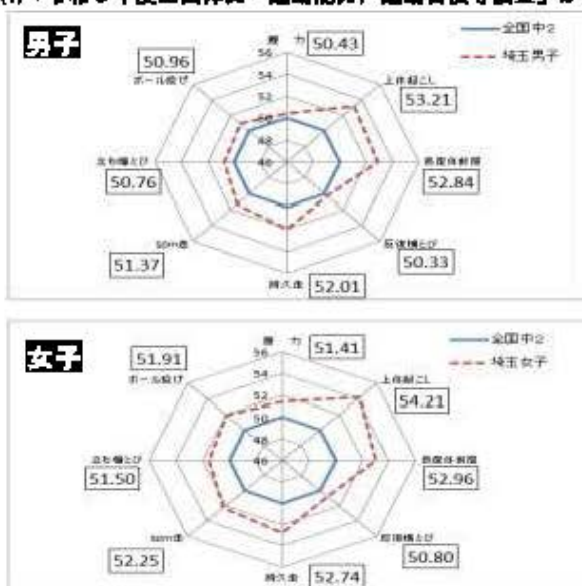 男子
全国中2
埼玉男子
握 力
50.43
上体起こし
53.21
長座体前屈
52.84
反復横とび
50.33
持久走
52.01
50m走
51.37
立ち幅とび
50.76
ボール投げ
50.96
56
54
52
50
48
46
女子
全国中2
埼玉女子
握 力
51.41
上体起こし
54.21
長座体前屈
52.96
反復横とび
50.80
持久走
52.74
50m走
52.25
立ち幅とび
51.50
ボール投げ
51.91
56
54
52
50
48
46